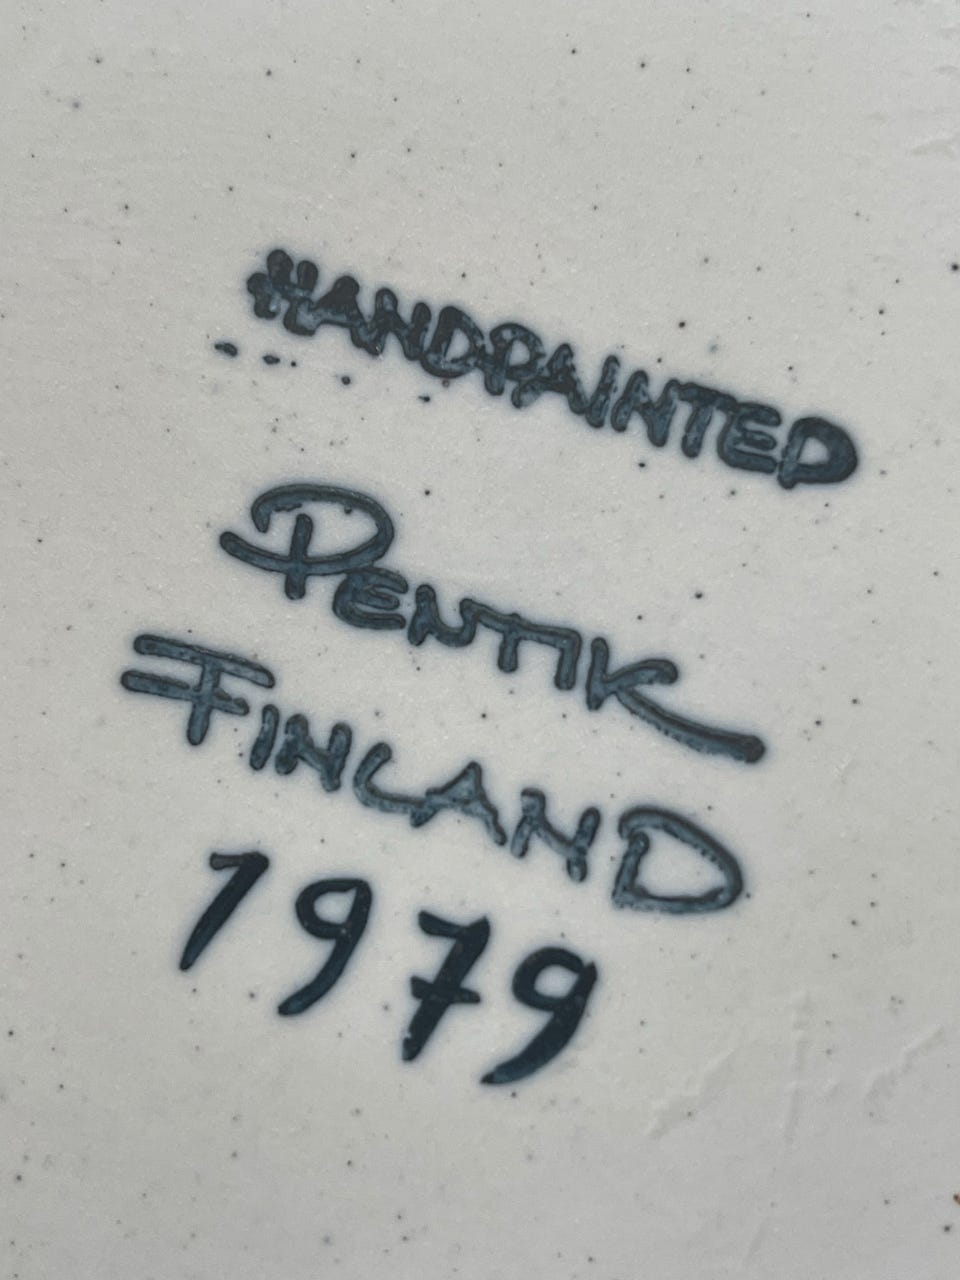 HANDPAINTED
PENTIK
FINLAND
1979